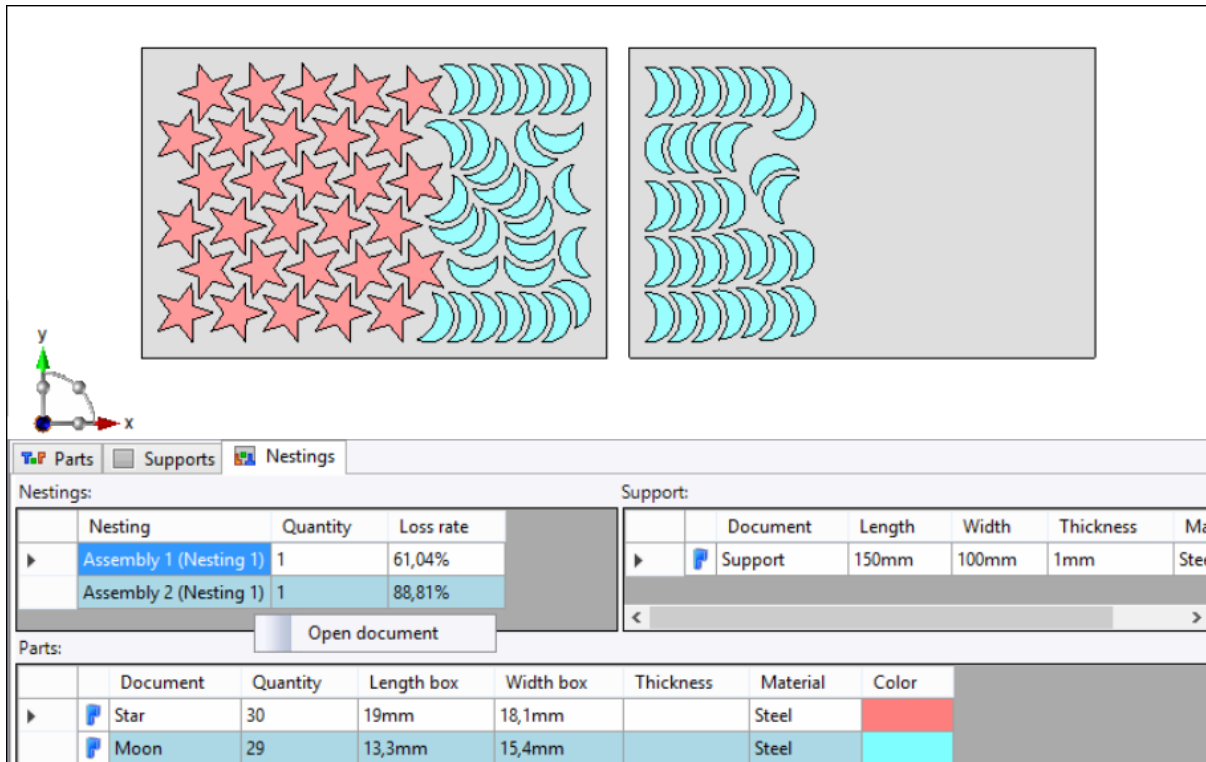 y
x
Parts Supports Nestings
Nestings: Support:
Nesting Quantity Loss rate
Document Length Width Thickness Ma
Assembly 1 (Nesting 1) 1 61,04%
Support 150mm 100mm 1mm Stee
Assembly 2 (Nesting 1) 1 88,81%
Open document
Parts:
Document Quantity Length box Width box Thickness Material Color
Star 30 19mm 18,1mm Steel
Moon 29 13,3mm 15,4mm Steel